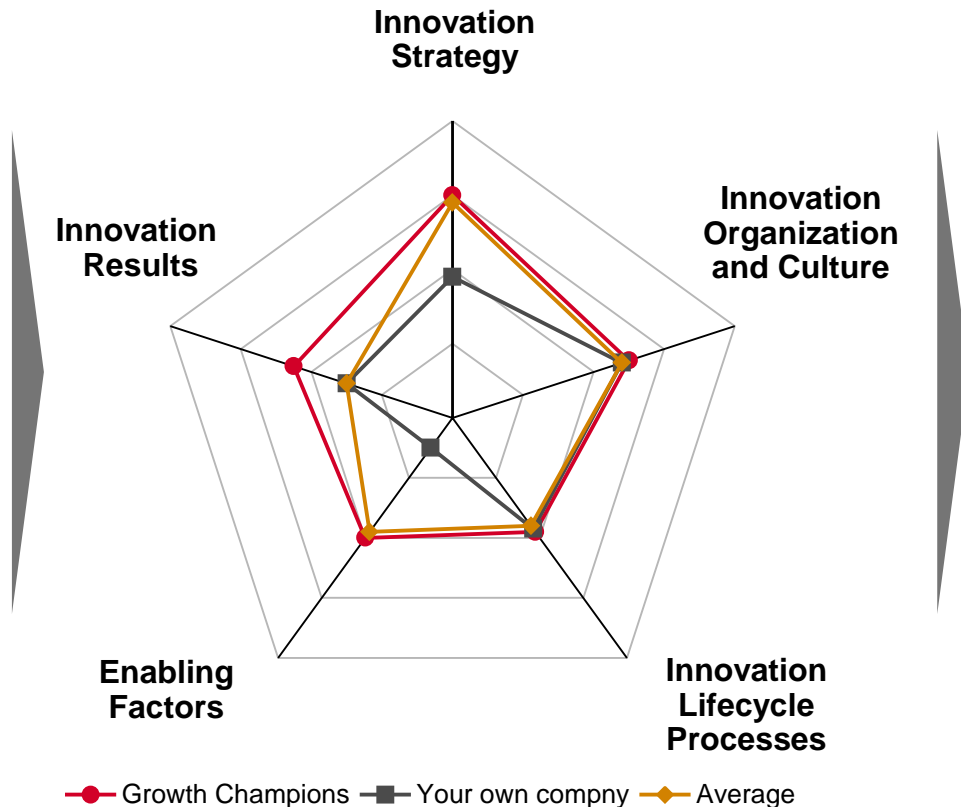 Innovation
Strategy
Innovation
Organization
and Culture
Innovation
Results
Enabling
Factors
Innovation
Lifecycle
Processes
Growth Champions
Your own compny
Average